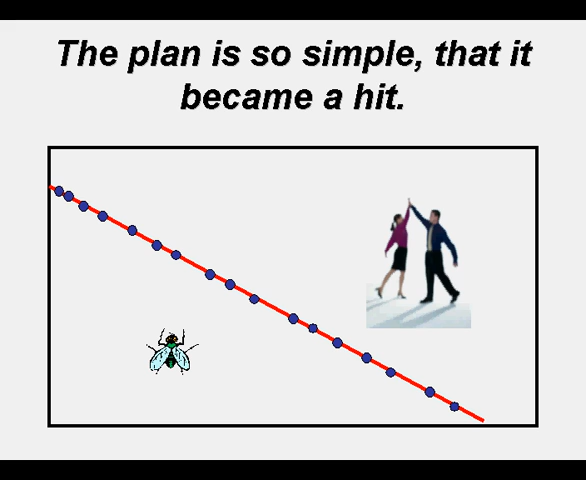 The plan is so simple, that it
became a hit.